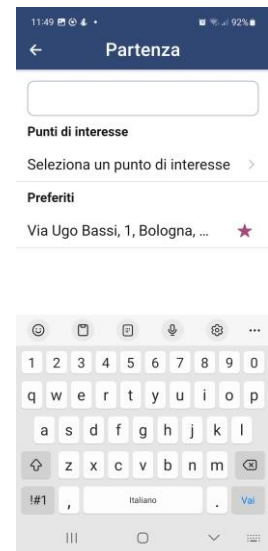 11:49 92%
Partenza
Punti di interesse
Seleziona un punto di interesse
Preferiti
Via Ugo Bassi, 1, Bologna, ...
1 2 3 4 5 6 7 8 9 0
q w e r t y u i o p
a s d f g h j k l
z x c v b n m
!#1 , Italiano . Vai